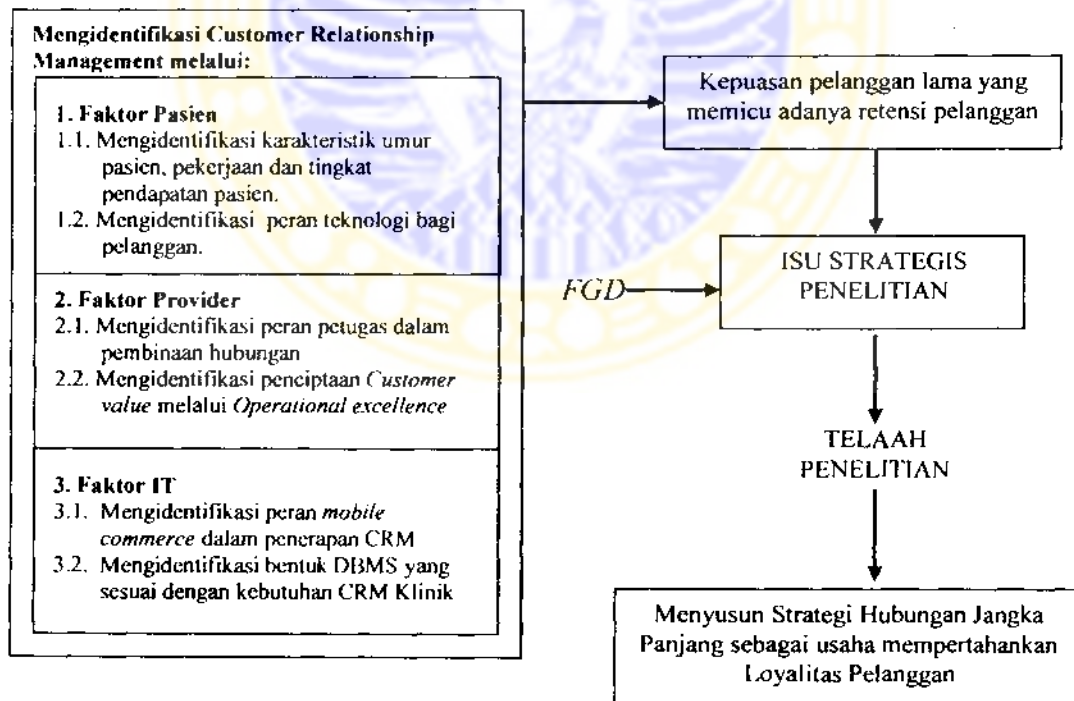 Mengidentifikasi Customer Relationship
Management melalui:
1. Faktor Pasien
1.1. Mengidentifikasi karakteristik umur
pasien, pekerjaan dan tingkat
pendapatan pasien.
1.2. Mengidentifikasi peran teknologi bagi
pelanggan.
2. Faktor Provider
2.1. Mengidentifikasi peran petugas dalam
pembinaan hubungan
2.2. Mengidentifikasi penciptaan Customer
value melalui Operational excellence
3. Faktor IT
3.1. Mengidentifikasi peran mobile
commerce dalam penerapan CRM
3.2. Mengidentifikasi bentuk DBMS yang
sesuai dengan kebutuhan CRM Klinik
Kepuasan pelanggan lama yang
memicu adanya retensi pelanggan
FGD
ISU STRATEGIS
PENELITIAN
TELAAH
PENELITIAN
Menyusun Strategi Hubungan Jangka
Panjang sebagai usaha mempertahankan
Loyalitas Pelanggan